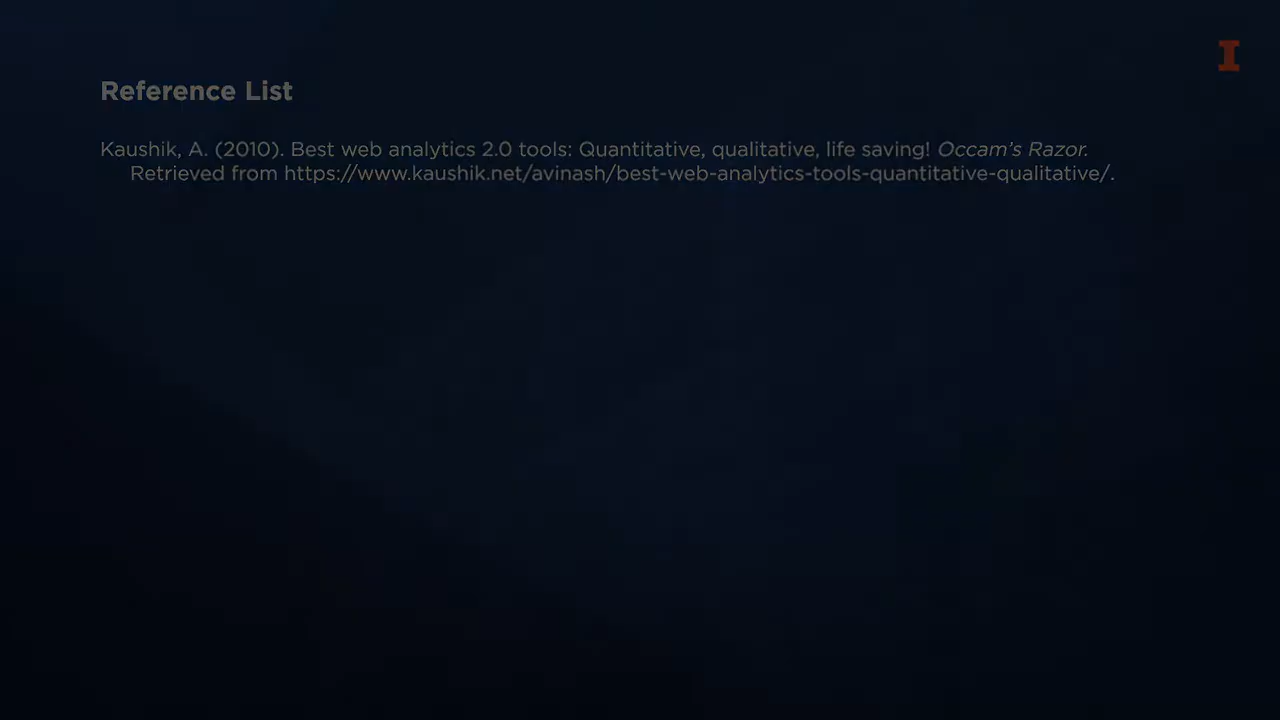 Reference List
Kaushik, A. (2010). Best web analytics 2.0 tools: Quantitative, qualitative, life saving! Occam’s Razor.
Retrieved from https://www.kaushik.net/avinash/best-web-analytics-tools-quantitative-qualitative/.